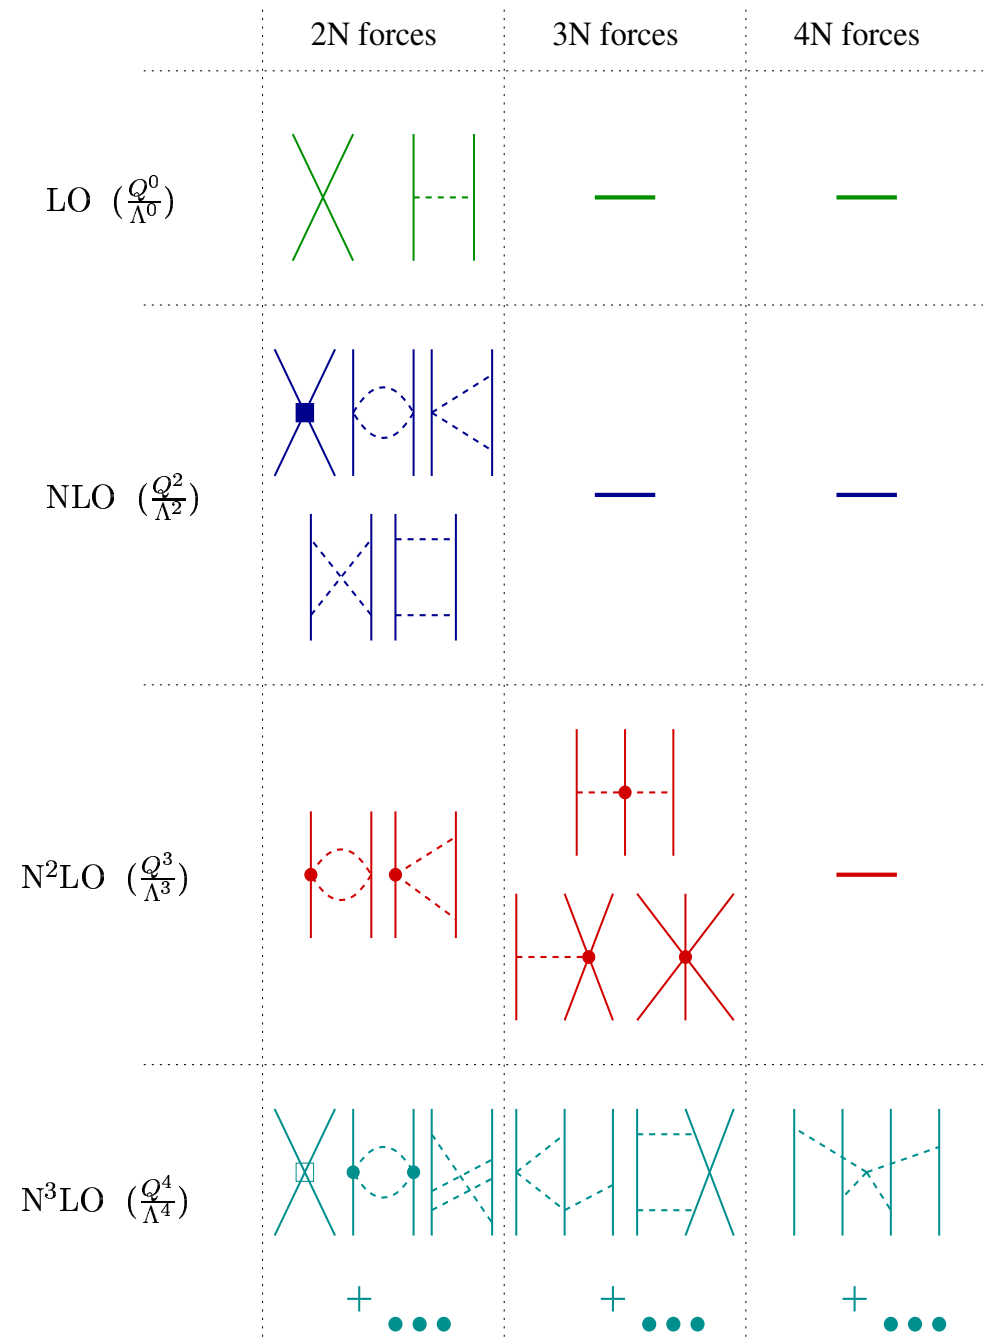 2N forces 3N forces 4N forces
LO (Q⁰/Λ⁰)
NLO (Q²/Λ²)
N²LO (Q³/Λ³)
N³LO (Q⁴/Λ⁴)
+ + +